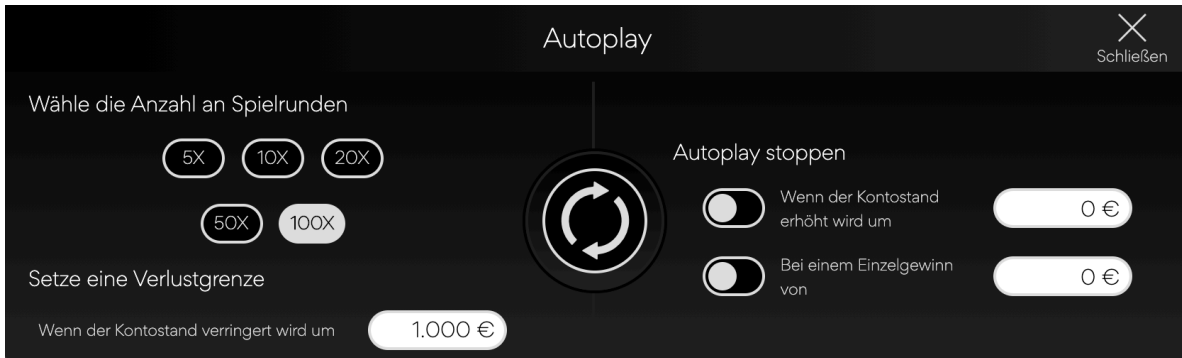 Autoplay
Schließen
Wähle die Anzahl an Spielrunden
5X 10X 20X
50X 100X
Setze eine Verlustgrenze
Wenn der Kontostand verringert wird um 1.000 €
Autoplay stoppen
Wenn der Kontostand
erhöht wird um
0 €
Bei einem Einzelgewinn
von
0 €